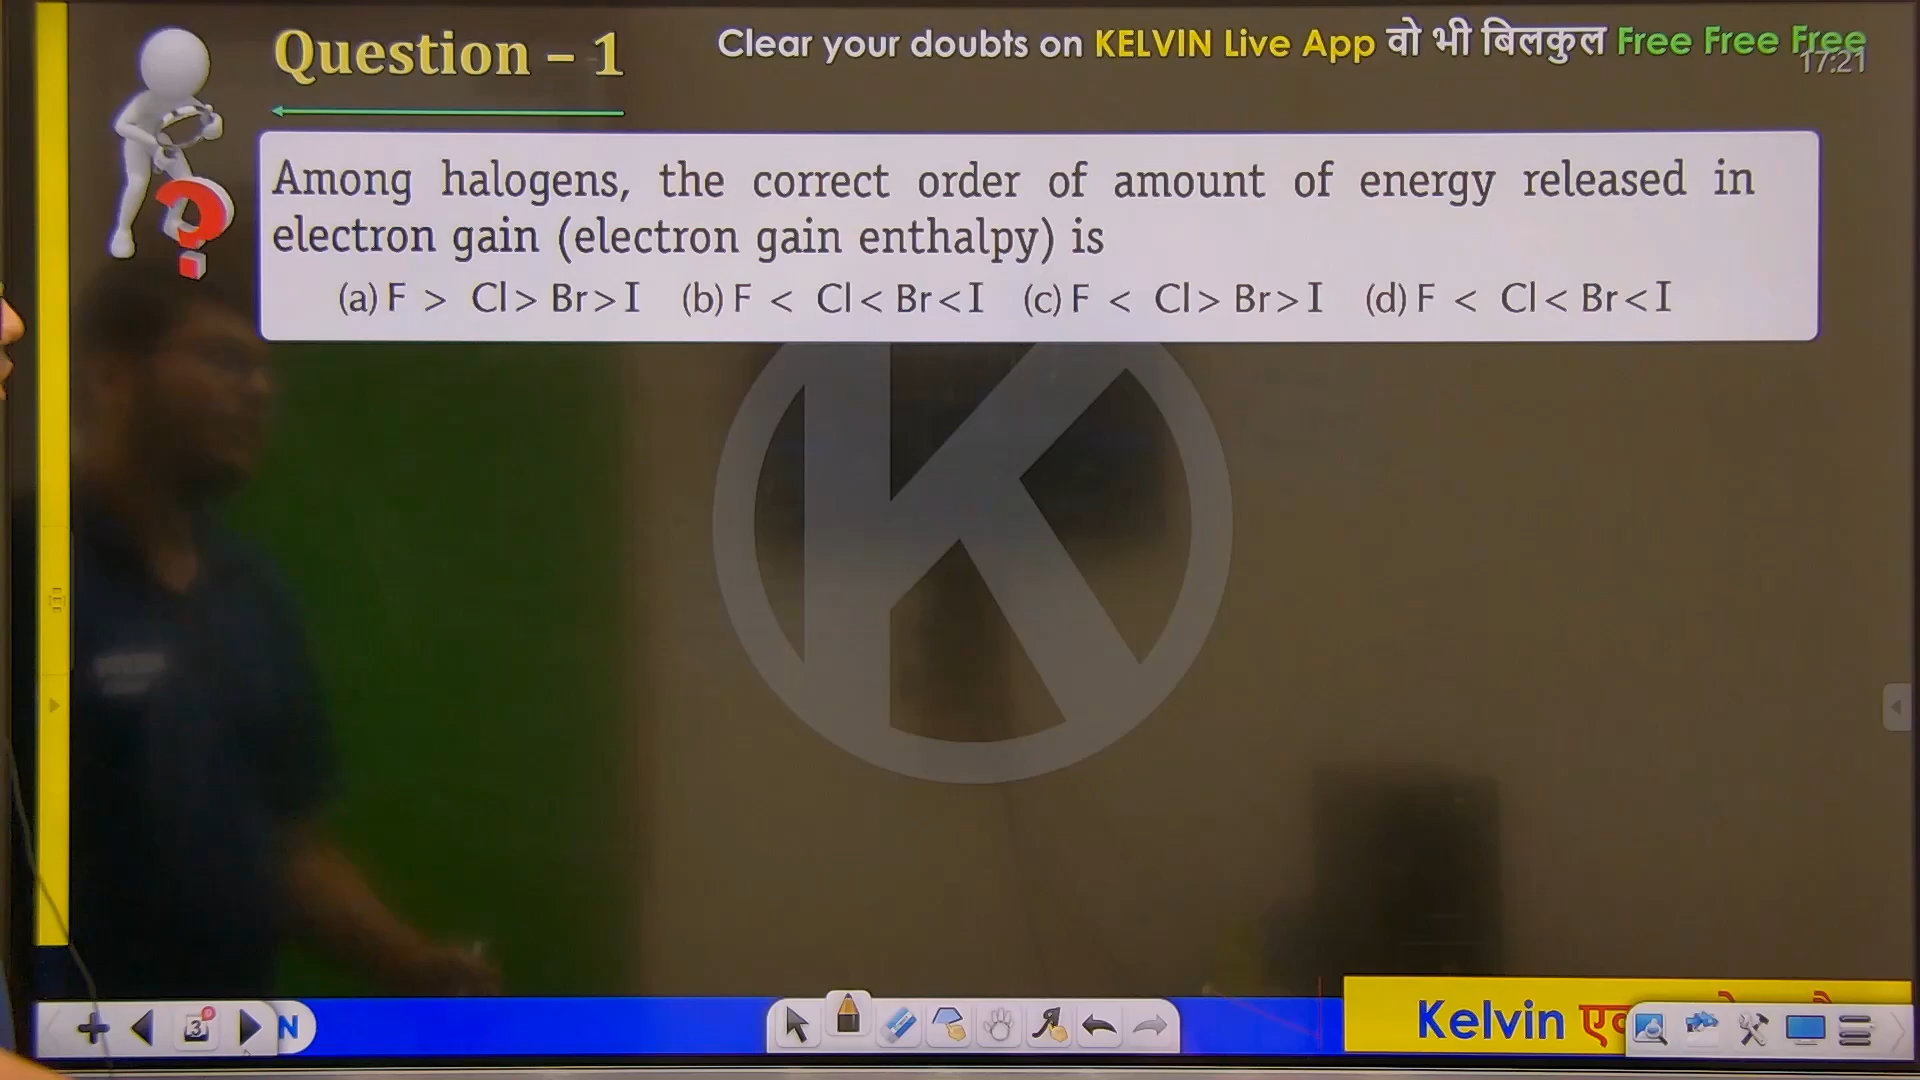 Question – 1
Clear your doubts on KELVIN Live App वो भी बिलकुल Free Free Free
17:21
Among halogens, the correct order of amount of energy released in
electron gain (electron gain enthalpy) is
(a) F > Cl > Br > I (b) F < Cl < Br < I (c) F < Cl > Br > I (d) F < Cl < Br < I
K
3
N
Kelvin